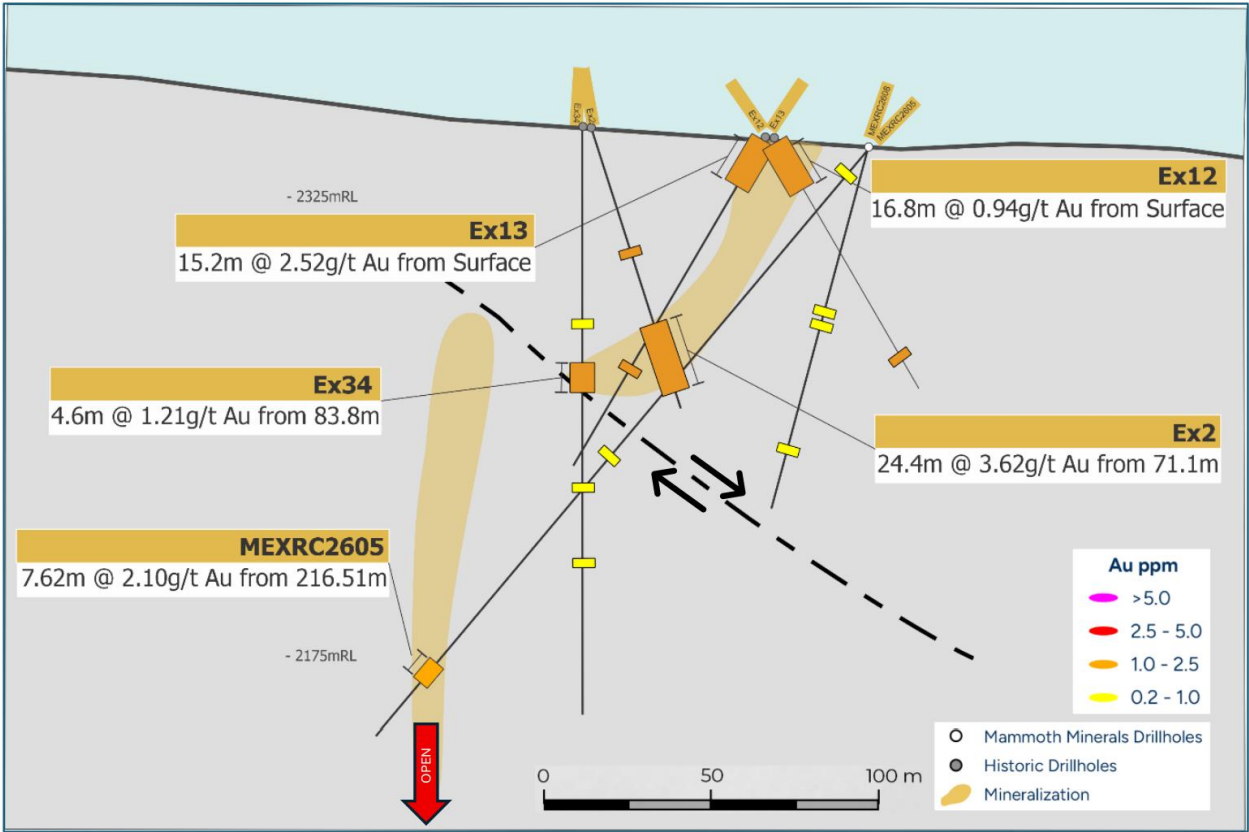 Ex34
Ex2
Ex12
Ex13
MEXRC2608
MEXRC2605
- 2325mRL
Ex12
16.8m @ 0.94g/t Au from Surface
Ex13
15.2m @ 2.52g/t Au from Surface
Ex34
4.6m @ 1.21g/t Au from 83.8m
Ex2
24.4m @ 3.62g/t Au from 71.1m
MEXRC2605
7.62m @ 2.10g/t Au from 216.51m
- 2175mRL
OPEN
Au ppm
>5.0
2.5 - 5.0
1.0 - 2.5
0.2 - 1.0
Mammoth Minerals Drillholes
Historic Drillholes
Mineralization
0 50 100 m